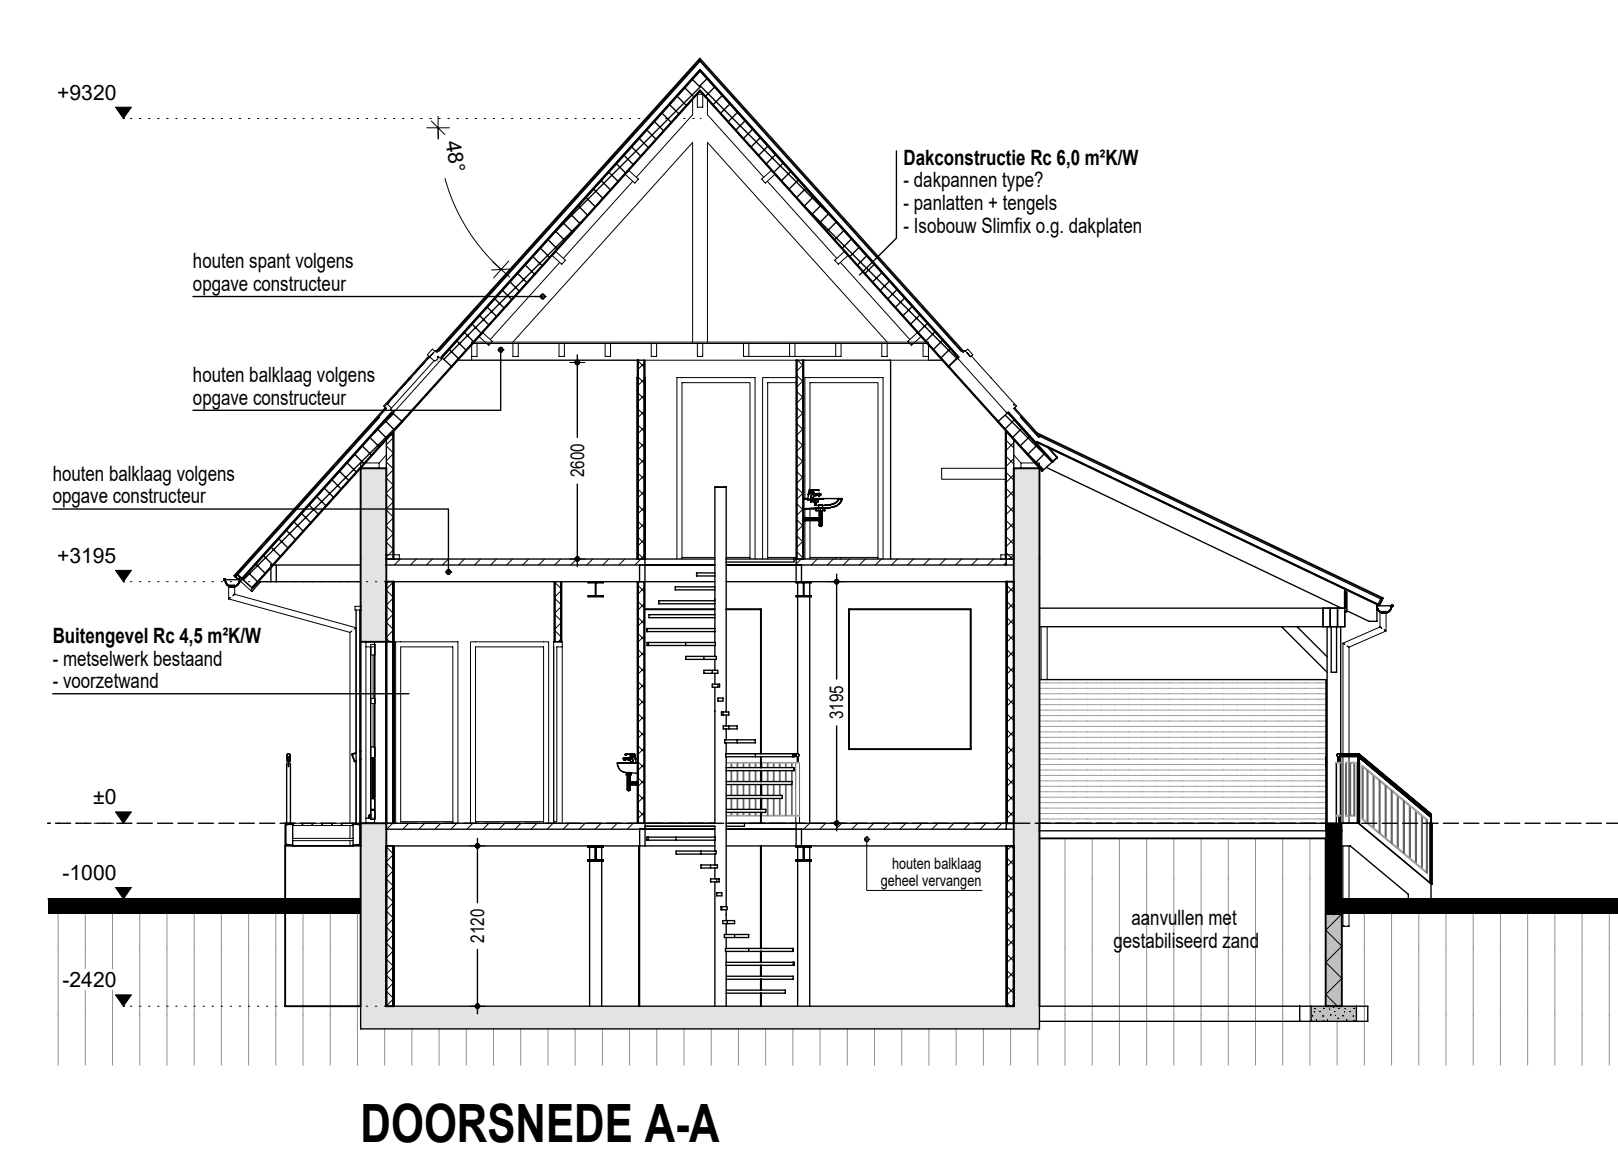 +9320
48°
Dakconstructie Rc 6,0 m²K/W
- dakpannen type?
- panlatten + tengels
- Isobouw Slimfix o.g. dakplaten
houten spant volgens
opgave constructeur
houten balklaag volgens
opgave constructeur
2600
houten balklaag volgens
opgave constructeur
+3195
Buitengevel Rc 4,5 m²K/W
- metselwerk bestaand
- voorzetwand
3195
±0
houten balklaag
geheel vervangen
-1000
2120
aanvullen met
gestabiliseerd zand
-2420
DOORSNEDE A-A